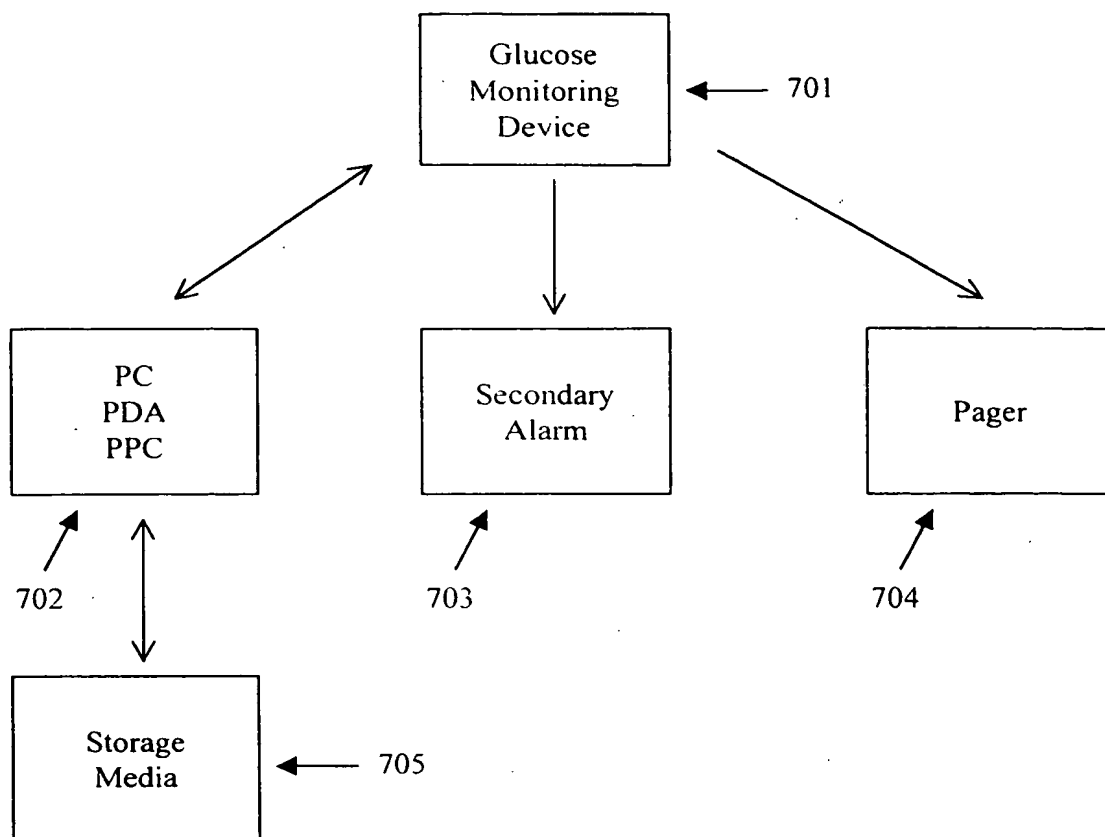 Glucose
Monitoring
Device
701
PC
PDA
PPC
Secondary
Alarm
Pager
702
703
704
Storage
Media
705